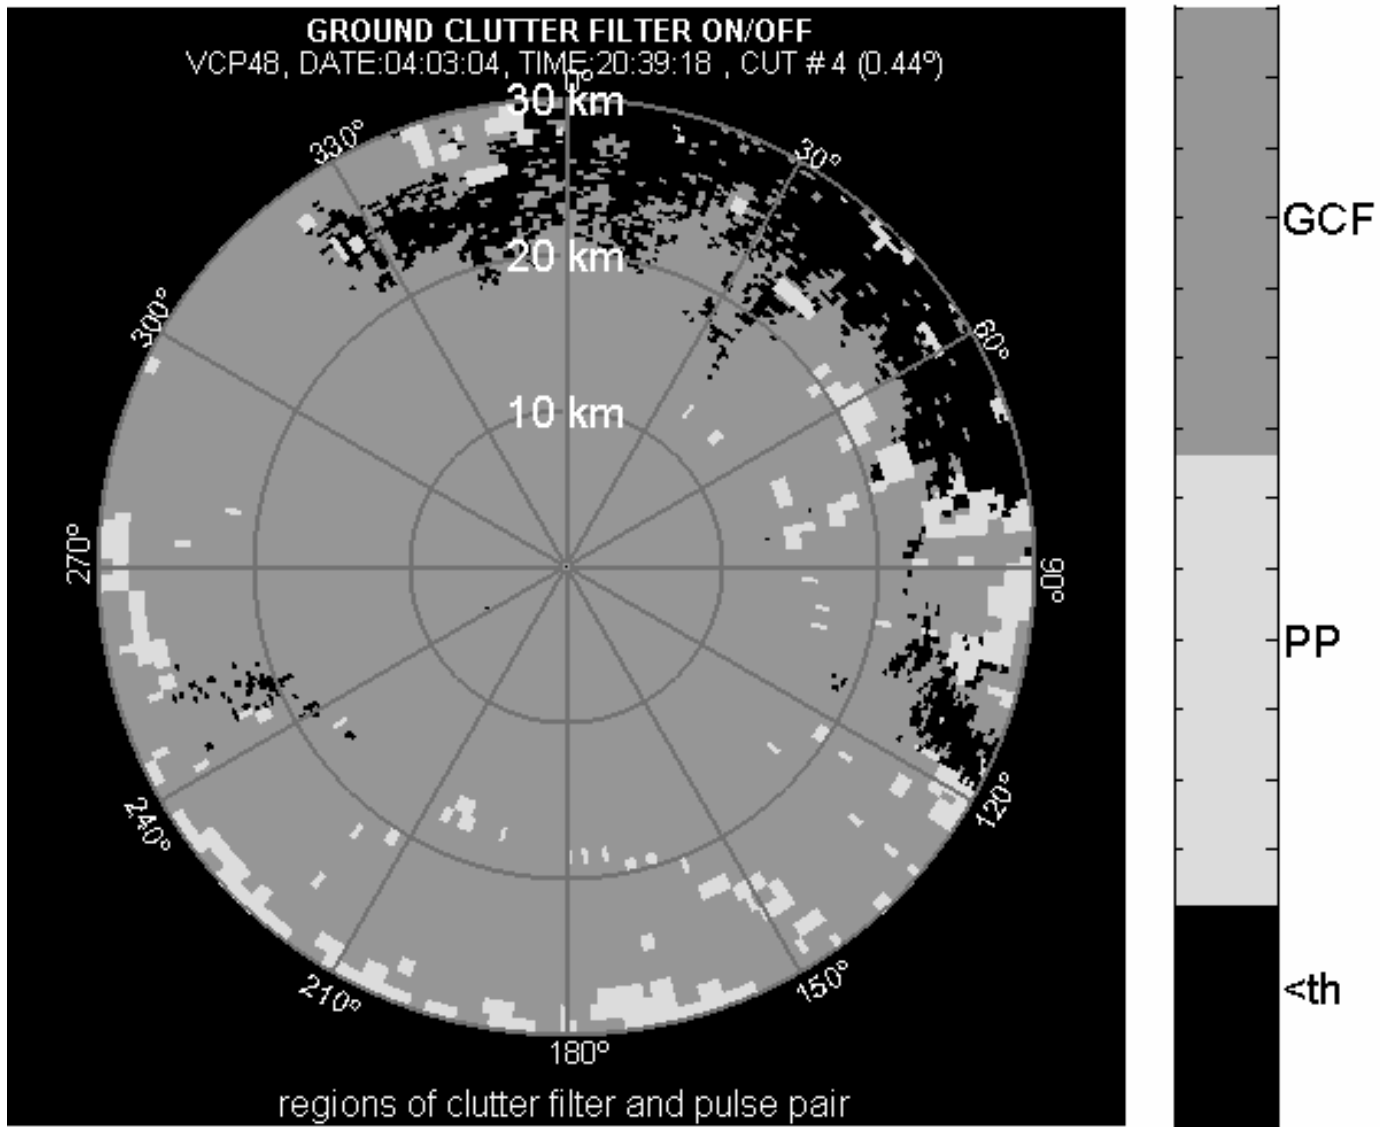 GROUND CLUTTER FILTER ON/OFF
VCP48, DATE:04:03:04, TIME:20:39:18 , CUT # 4 (0.44º)
0º
30 km
330º
30º
20 km
300º
60º
10 km
270º
90º
240º
120º
210º
150º
180º
regions of clutter filter and pulse pair
GCF
PP
<th